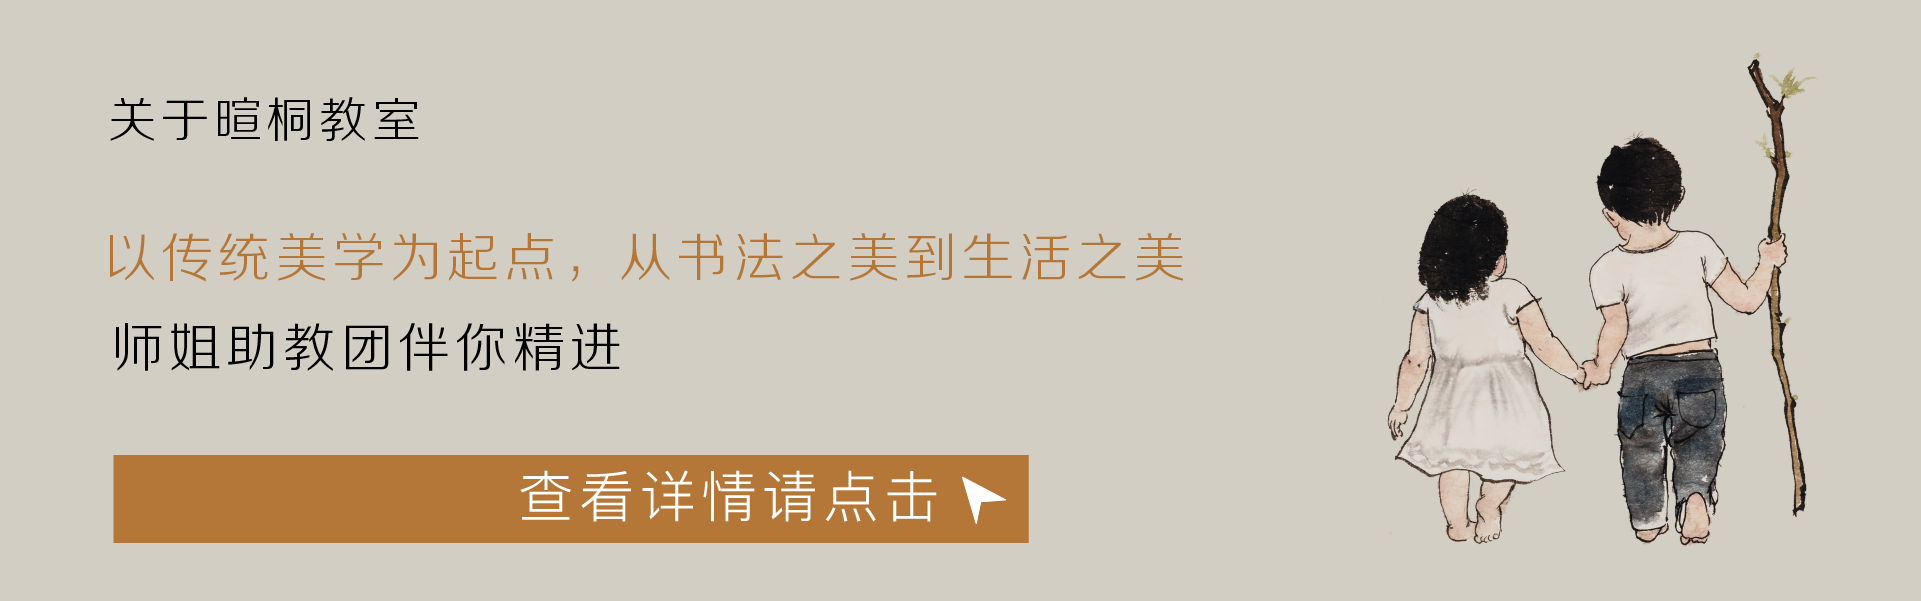 关于暄桐教室
以传统美学为起点，从书法之美到生活之美
师姐助教团伴你精进
查看详情请点击